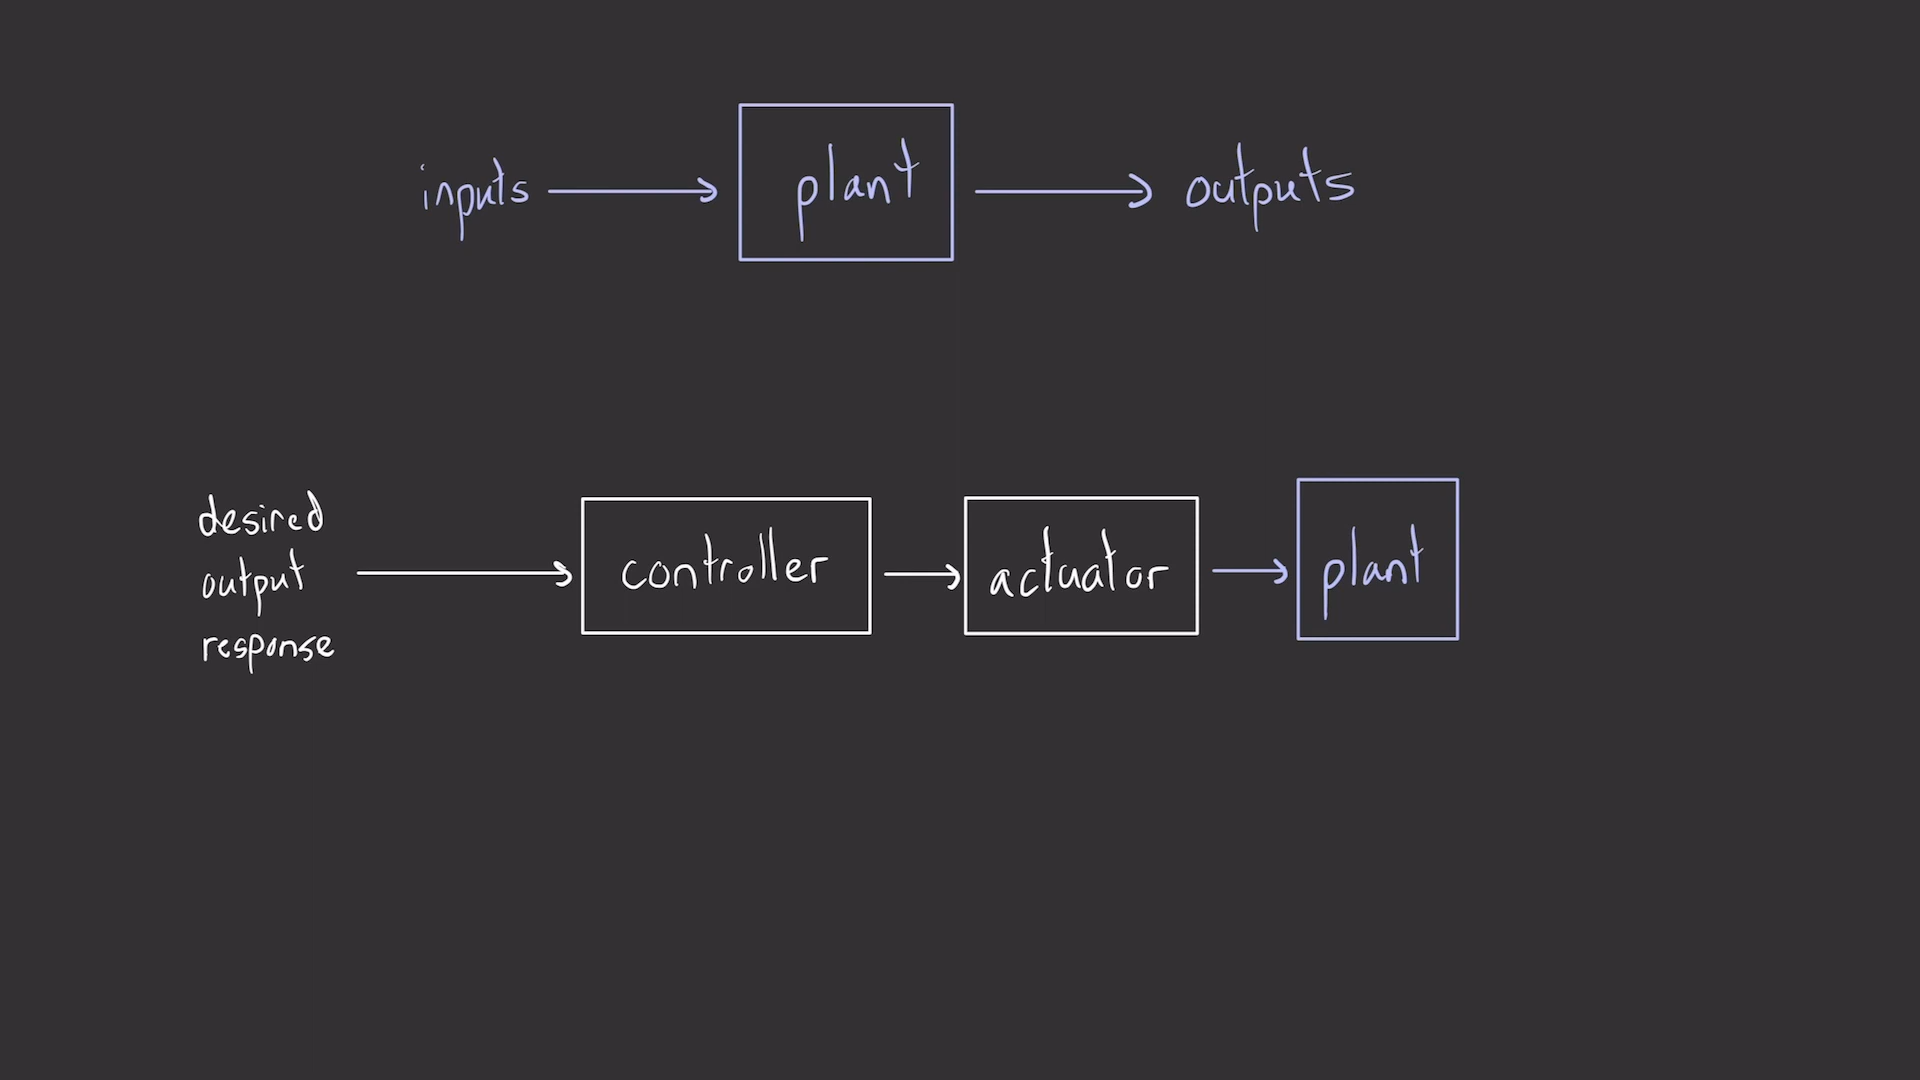 inputs plant outputs
desired
output
response
controller actuator plant